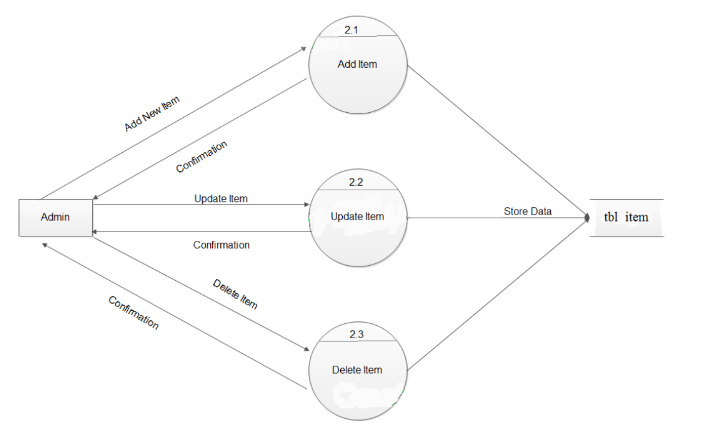 2.1
Add Item
Add New Item
Confirmation
2.2
Update Item
Admin
Update Item
Confirmation
Store Data
tbl item
Delete Item
Confirmation
2.3
Delete Item